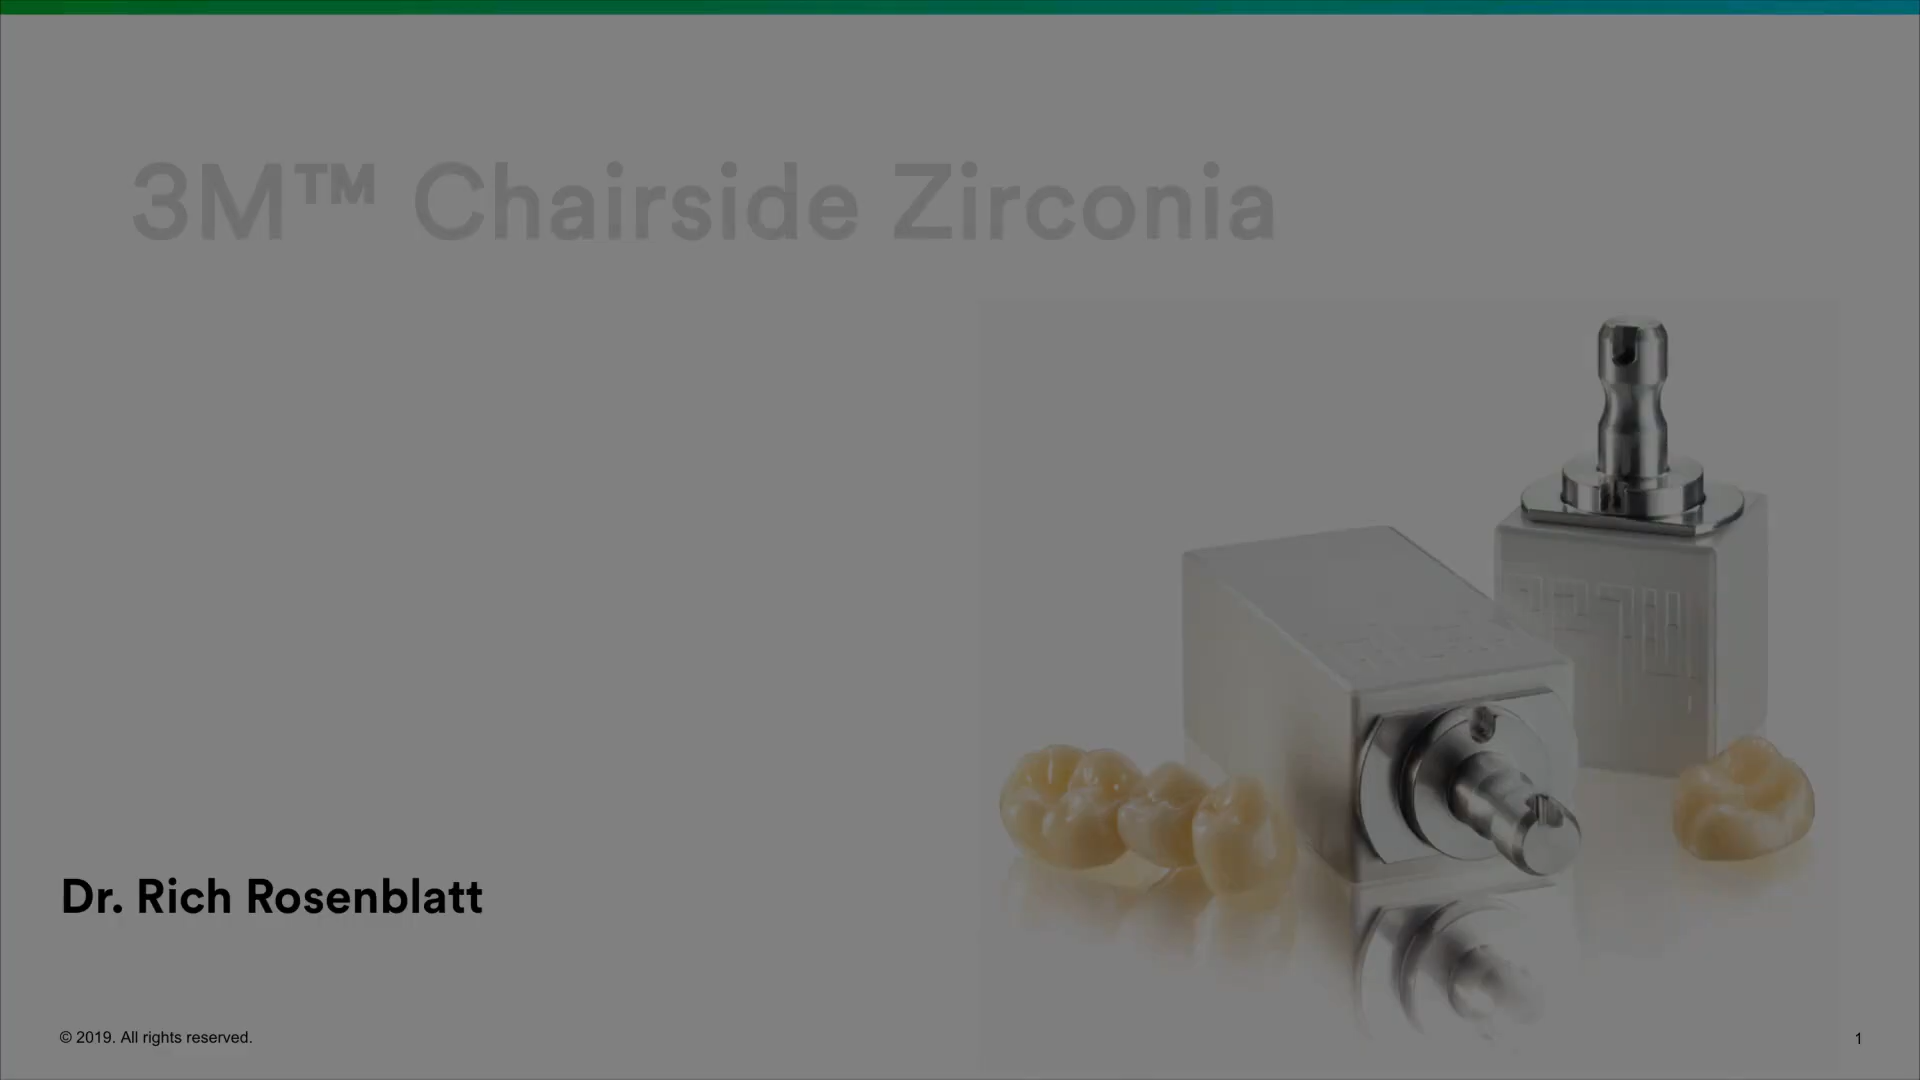 3M™ Chairside Zirconia
Dr. Rich Rosenblatt
© 2019. All rights reserved.
1